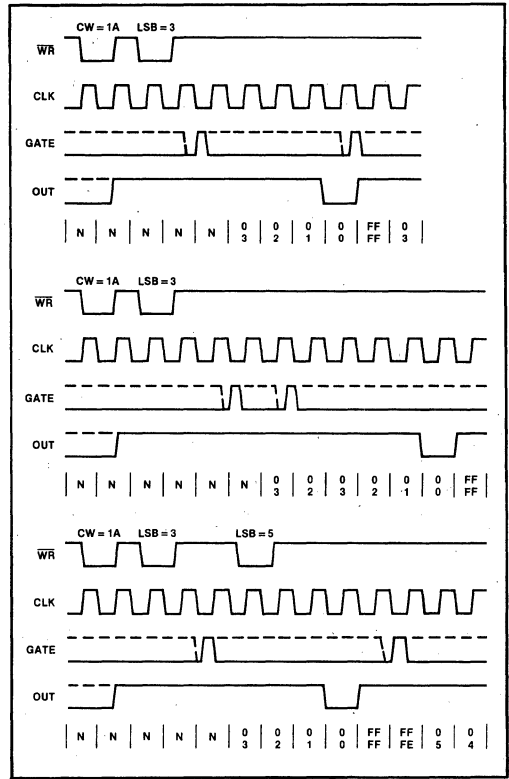 CW = 1A LSB = 3
WR
CLK
GATE
OUT
N N N N N 0 0 0 0 FF 0
3 2 1 0 FF 3
CW = 1A LSB = 3
WR
CLK
GATE
OUT
N N N N N N 0 0 0 0 0 0 FF
3 2 3 2 1 0 FF
CW = 1A LSB = 3 LSB = 5
WR
CLK
GATE
OUT
N N N N N 0 0 0 0 FF FF 0 0
3 2 1 0 FF FE 5 4